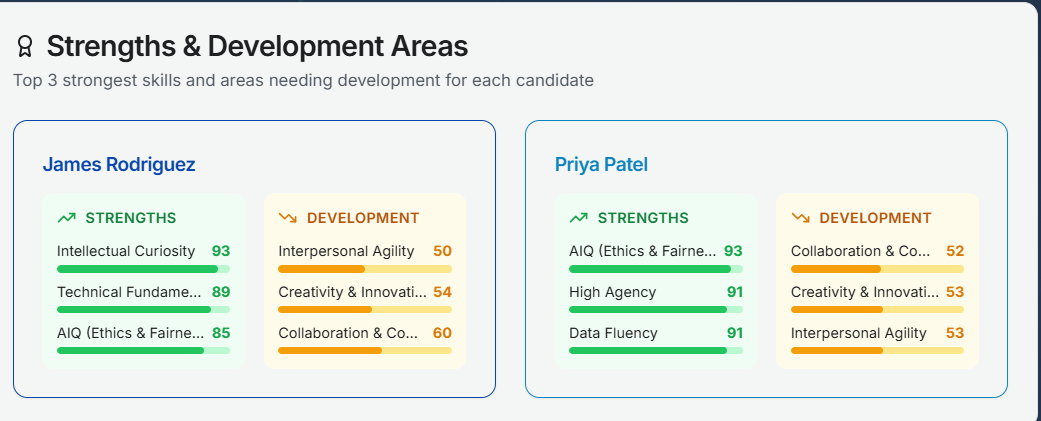 Strengths & Development Areas
Top 3 strongest skills and areas needing development for each candidate
James Rodriguez
STRENGTHS
Intellectual Curiosity 93
Technical Fundame... 89
AIQ (Ethics & Fairne... 85
DEVELOPMENT
Interpersonal Agility 50
Creativity & Innovati... 54
Collaboration & Co... 60
Priya Patel
STRENGTHS
AIQ (Ethics & Fairne... 93
High Agency 91
Data Fluency 91
DEVELOPMENT
Collaboration & Co... 52
Creativity & Innovati... 53
Interpersonal Agility 53